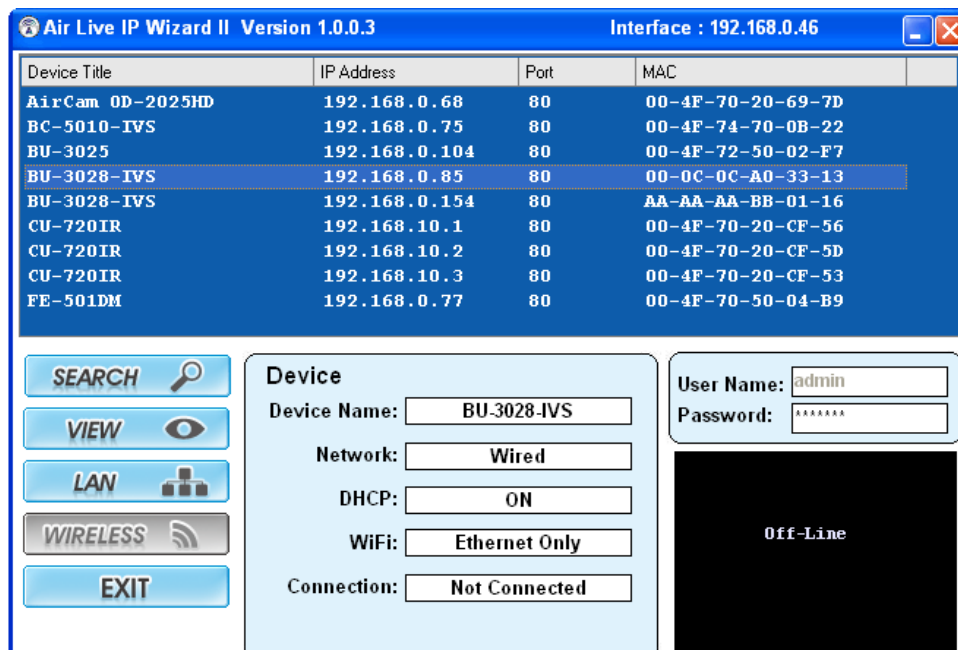 Air Live IP Wizard II Version 1.0.0.3 Interface : 192.168.0.46
Device Title IP Address Port MAC
AirCam OD-2025HD 192.168.0.68 80 00-4F-70-20-69-7D
BC-5010-IVS 192.168.0.75 80 00-4F-74-70-0B-22
BU-3025 192.168.0.104 80 00-4F-72-50-02-F7
BU-3028-IVS 192.168.0.85 80 00-0C-0C-A0-33-13
BU-3028-IVS 192.168.0.154 80 AA-AA-AA-BB-01-16
CU-720IR 192.168.10.1 80 00-4F-70-20-CF-56
CU-720IR 192.168.10.2 80 00-4F-70-20-CF-5D
CU-720IR 192.168.10.3 80 00-4F-70-20-CF-53
FE-501DM 192.168.0.77 80 00-4F-70-50-04-B9
SEARCH
VIEW
LAN
WIRELESS
EXIT
Device
Device Name: BU-3028-IVS
Network: Wired
DHCP: ON
WiFi: Ethernet Only
Connection: Not Connected
User Name: admin
Password: *******
Off-Line